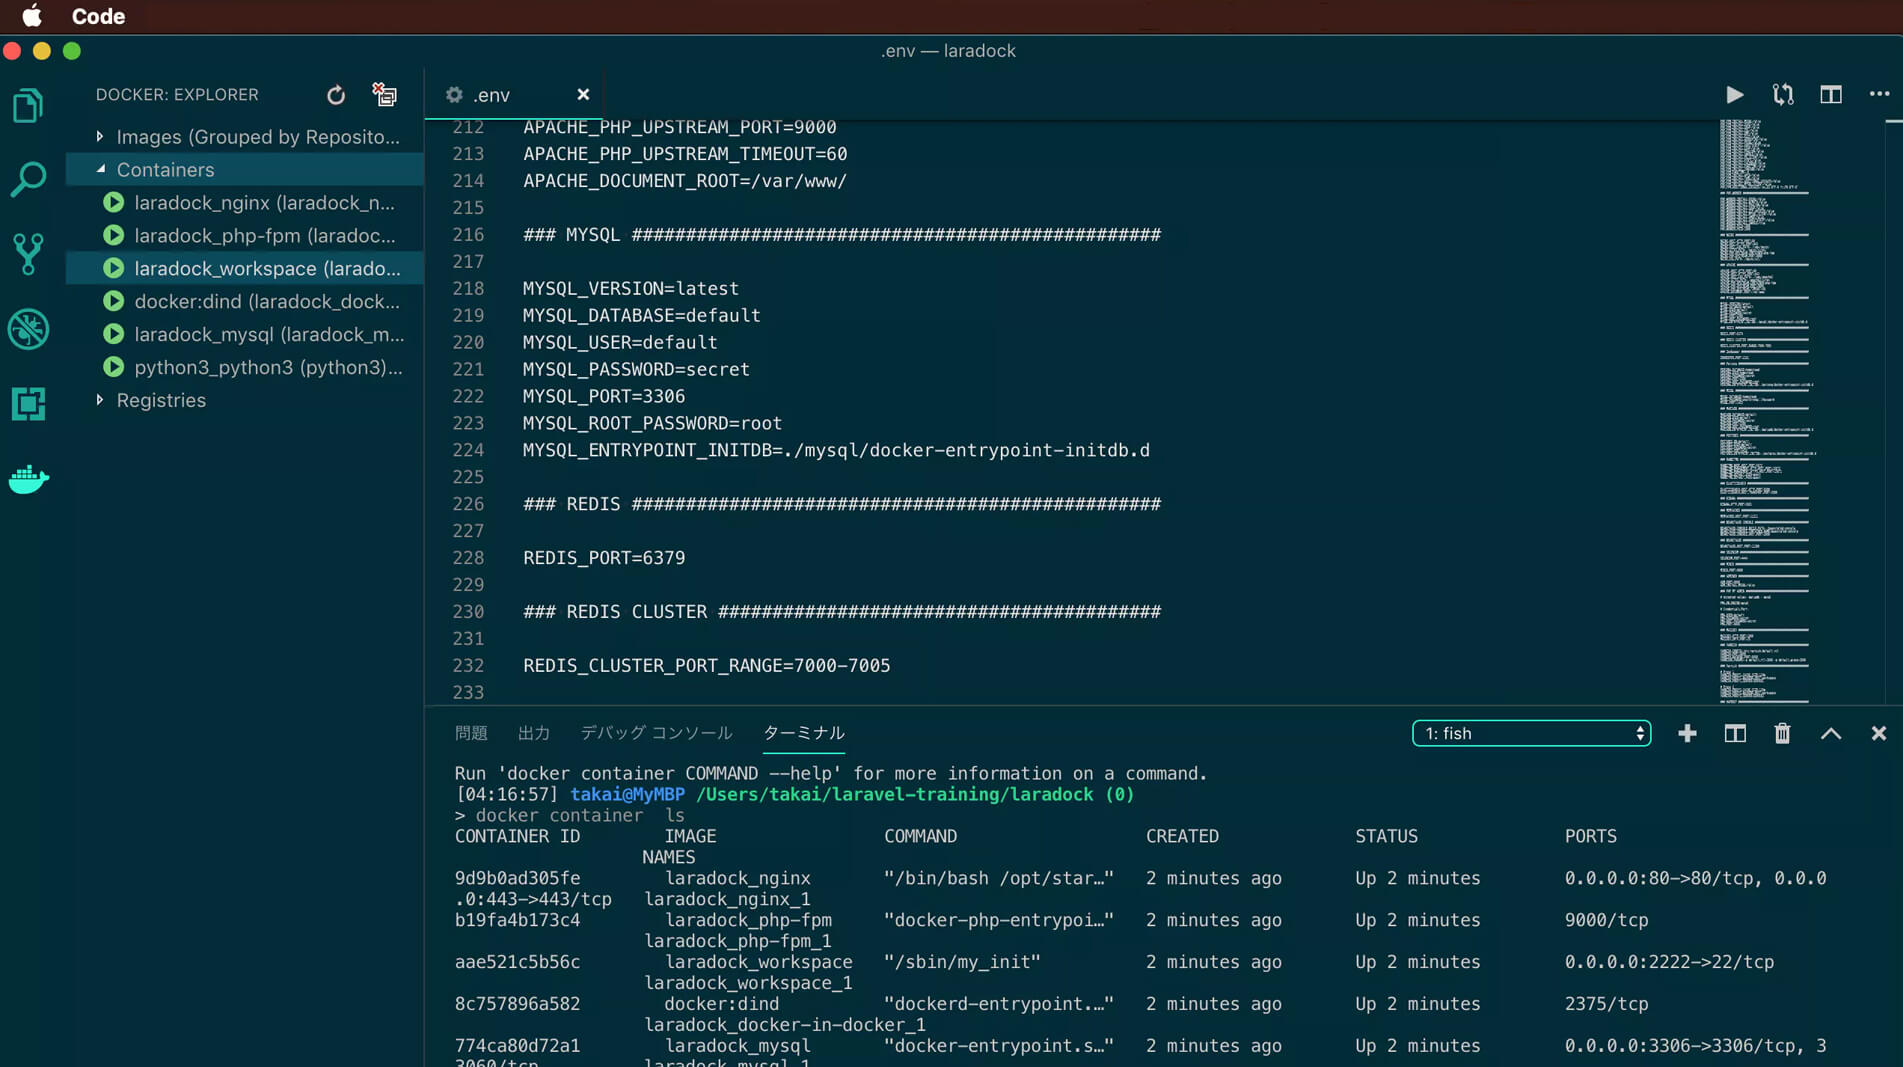 Code
.env — laradock
DOCKER: EXPLORER
Images (Grouped by Reposito...
Containers
laradock_nginx (laradock_n...
laradock_php-fpm (laradoc...
laradock_workspace (larado...
docker:dind (laradock_dock...
laradock_mysql (laradock_m...
python3_python3 (python3)...
Registries
.env
212 APACHE_PHP_UPSTREAM_PORT=9000
213 APACHE_PHP_UPSTREAM_TIMEOUT=60
214 APACHE_DOCUMENT_ROOT=/var/www/
215
216 ### MYSQL #################################################
217
218 MYSQL_VERSION=latest
219 MYSQL_DATABASE=default
220 MYSQL_USER=default
221 MYSQL_PASSWORD=secret
222 MYSQL_PORT=3306
223 MYSQL_ROOT_PASSWORD=root
224 MYSQL_ENTRYPOINT_INITDB=./mysql/docker-entrypoint-initdb.d
225
226 ### REDIS #################################################
227
228 REDIS_PORT=6379
229
230 ### REDIS CLUSTER #########################################
231
232 REDIS_CLUSTER_PORT_RANGE=7000-7005
233
問題 出力 デバッグ コンソール ターミナル 1: fish
Run 'docker container COMMAND --help' for more information on a command.
[04:16:57] takai@MyMBP /Users/takai/laravel-training/laradock (0)
> docker container  ls
CONTAINER ID IMAGE COMMAND CREATED STATUS PORTS
NAMES
9d9b0ad305fe laradock_nginx "/bin/bash /opt/star…" 2 minutes ago Up 2 minutes 0.0.0.0:80->80/tcp, 0.0.0
.0:443->443/tcp laradock_nginx_1
b19fa4b173c4 laradock_php-fpm "docker-php-entrypoi…" 2 minutes ago Up 2 minutes 9000/tcp
laradock_php-fpm_1
aae521c5b56c laradock_workspace "/sbin/my_init" 2 minutes ago Up 2 minutes 0.0.0.0:2222->22/tcp
laradock_workspace_1
8c757896a582 docker:dind "dockerd-entrypoint.…" 2 minutes ago Up 2 minutes 2375/tcp
laradock_docker-in-docker_1
774ca80d72a1 laradock_mysql "docker-entrypoint.s…" 2 minutes ago Up 2 minutes 0.0.0.0:3306->3306/tcp, 3
3060/tcp laradock_mysql_1